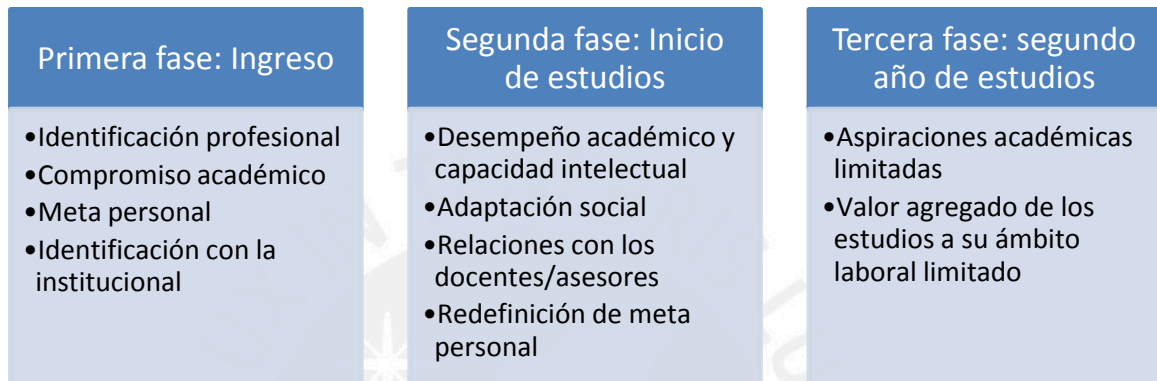 Primera fase: Ingreso
•Identificación profesional
•Compromiso académico
•Meta personal
•Identificación con la
institucional
Segunda fase: Inicio
de estudios
•Desempeño académico y
capacidad intelectual
•Adaptación social
•Relaciones con los
docentes/asesores
•Redefinición de meta
personal
Tercera fase: segundo
año de estudios
•Aspiraciones académicas
limitadas
•Valor agregado de los
estudios a su ámbito
laboral limitado